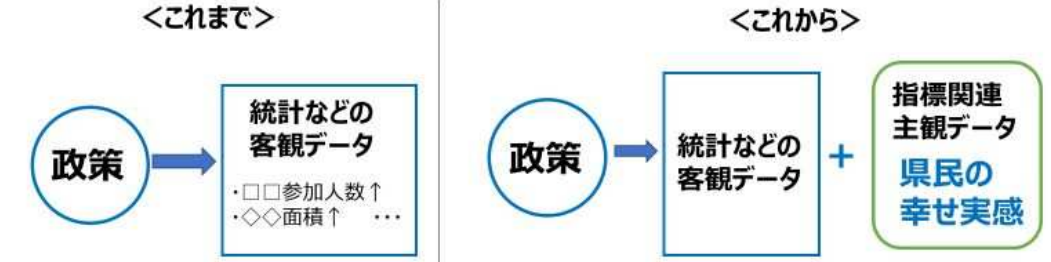 ＜これまで＞
政策
統計などの
客観データ
・□□参加人数↑
・◇◇面積↑　・・・
＜これから＞
政策
統計などの
客観データ
＋
指標関連
主観データ
県民の
幸せ実感